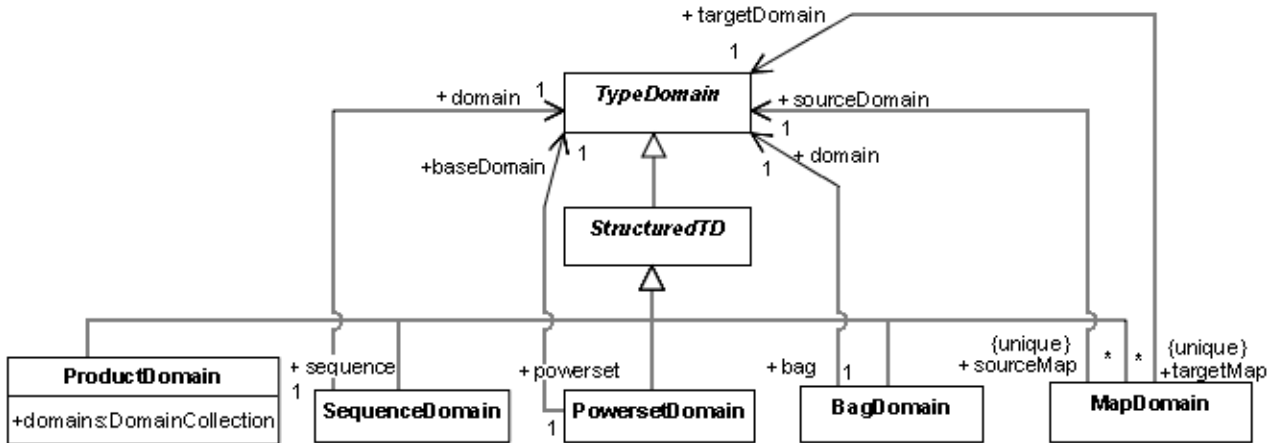 + targetDomain
1
TypeDomain
+ domain
1
+ sourceDomain
1
+baseDomain
1
1
+ domain
StructuredTD
ProductDomain
+domains:DomainCollection
+ sequence
1
SequenceDomain
+ powerset
1
PowersetDomain
+ bag
1
BagDomain
{unique}
+ sourceMap
*
*
{unique}
+targetMap
MapDomain